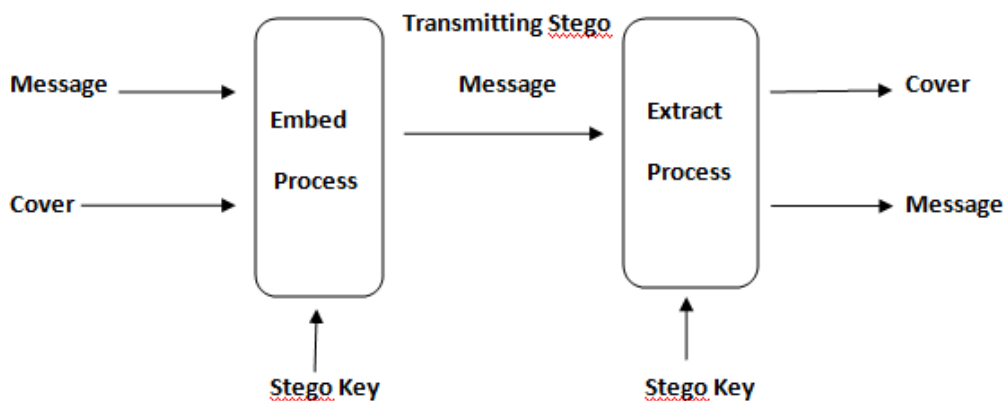 Transmitting Stego
Message
Message
Cover
Embed
Process
Extract
Process
Cover
Message
Stego Key
Stego Key